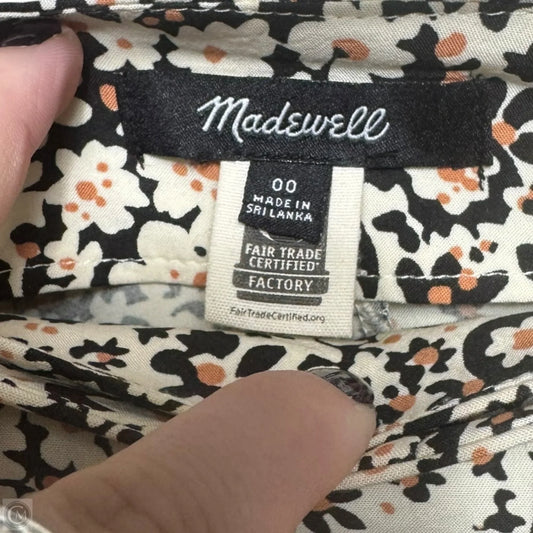 Madewell
00
MADE IN
SRI LANKA
FAIR TRADE
CERTIFIED
FACTORY
FairTradeCertified.org